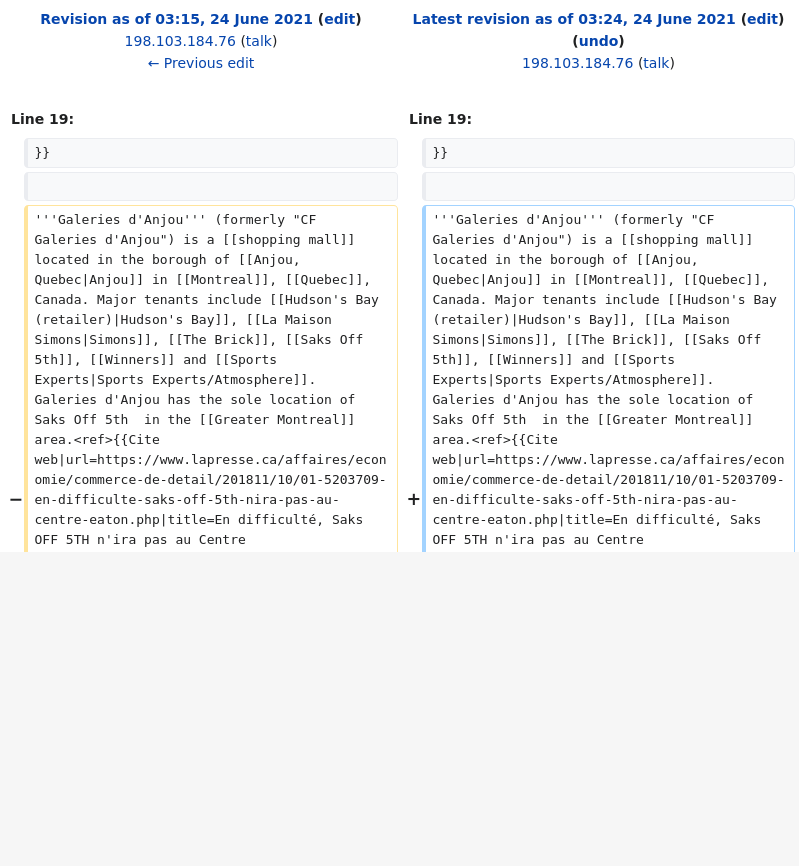 Revision as of 03:15, 24 June 2021 (edit)
198.103.184.76 (talk)
← Previous edit
Latest revision as of 03:24, 24 June 2021 (edit)
(undo)
198.103.184.76 (talk)
Line 19:
Line 19:
}}
}}
− '''Galeries d'Anjou''' (formerly "CF
Galeries d'Anjou") is a [[shopping mall]]
located in the borough of [[Anjou,
Quebec|Anjou]] in [[Montreal]], [[Quebec]],
Canada. Major tenants include [[Hudson's Bay
(retailer)|Hudson's Bay]], [[La Maison
Simons|Simons]], [[The Brick]], [[Saks Off
5th]], [[Winners]] and [[Sports
Experts|Sports Experts/Atmosphere]].
Galeries d'Anjou has the sole location of
Saks Off 5th  in the [[Greater Montreal]]
area.<ref>{{Cite
web|url=https://www.lapresse.ca/affaires/econ
omie/commerce-de-detail/201811/10/01-5203709-
en-difficulte-saks-off-5th-nira-pas-au-
centre-eaton.php|title=En difficulté, Saks
OFF 5TH n'ira pas au Centre
+ '''Galeries d'Anjou''' (formerly "CF
Galeries d'Anjou") is a [[shopping mall]]
located in the borough of [[Anjou,
Quebec|Anjou]] in [[Montreal]], [[Quebec]],
Canada. Major tenants include [[Hudson's Bay
(retailer)|Hudson's Bay]], [[La Maison
Simons|Simons]], [[The Brick]], [[Saks Off
5th]], [[Winners]] and [[Sports
Experts|Sports Experts/Atmosphere]].
Galeries d'Anjou has the sole location of
Saks Off 5th  in the [[Greater Montreal]]
area.<ref>{{Cite
web|url=https://www.lapresse.ca/affaires/econ
omie/commerce-de-detail/201811/10/01-5203709-
en-difficulte-saks-off-5th-nira-pas-au-
centre-eaton.php|title=En difficulté, Saks
OFF 5TH n'ira pas au Centre